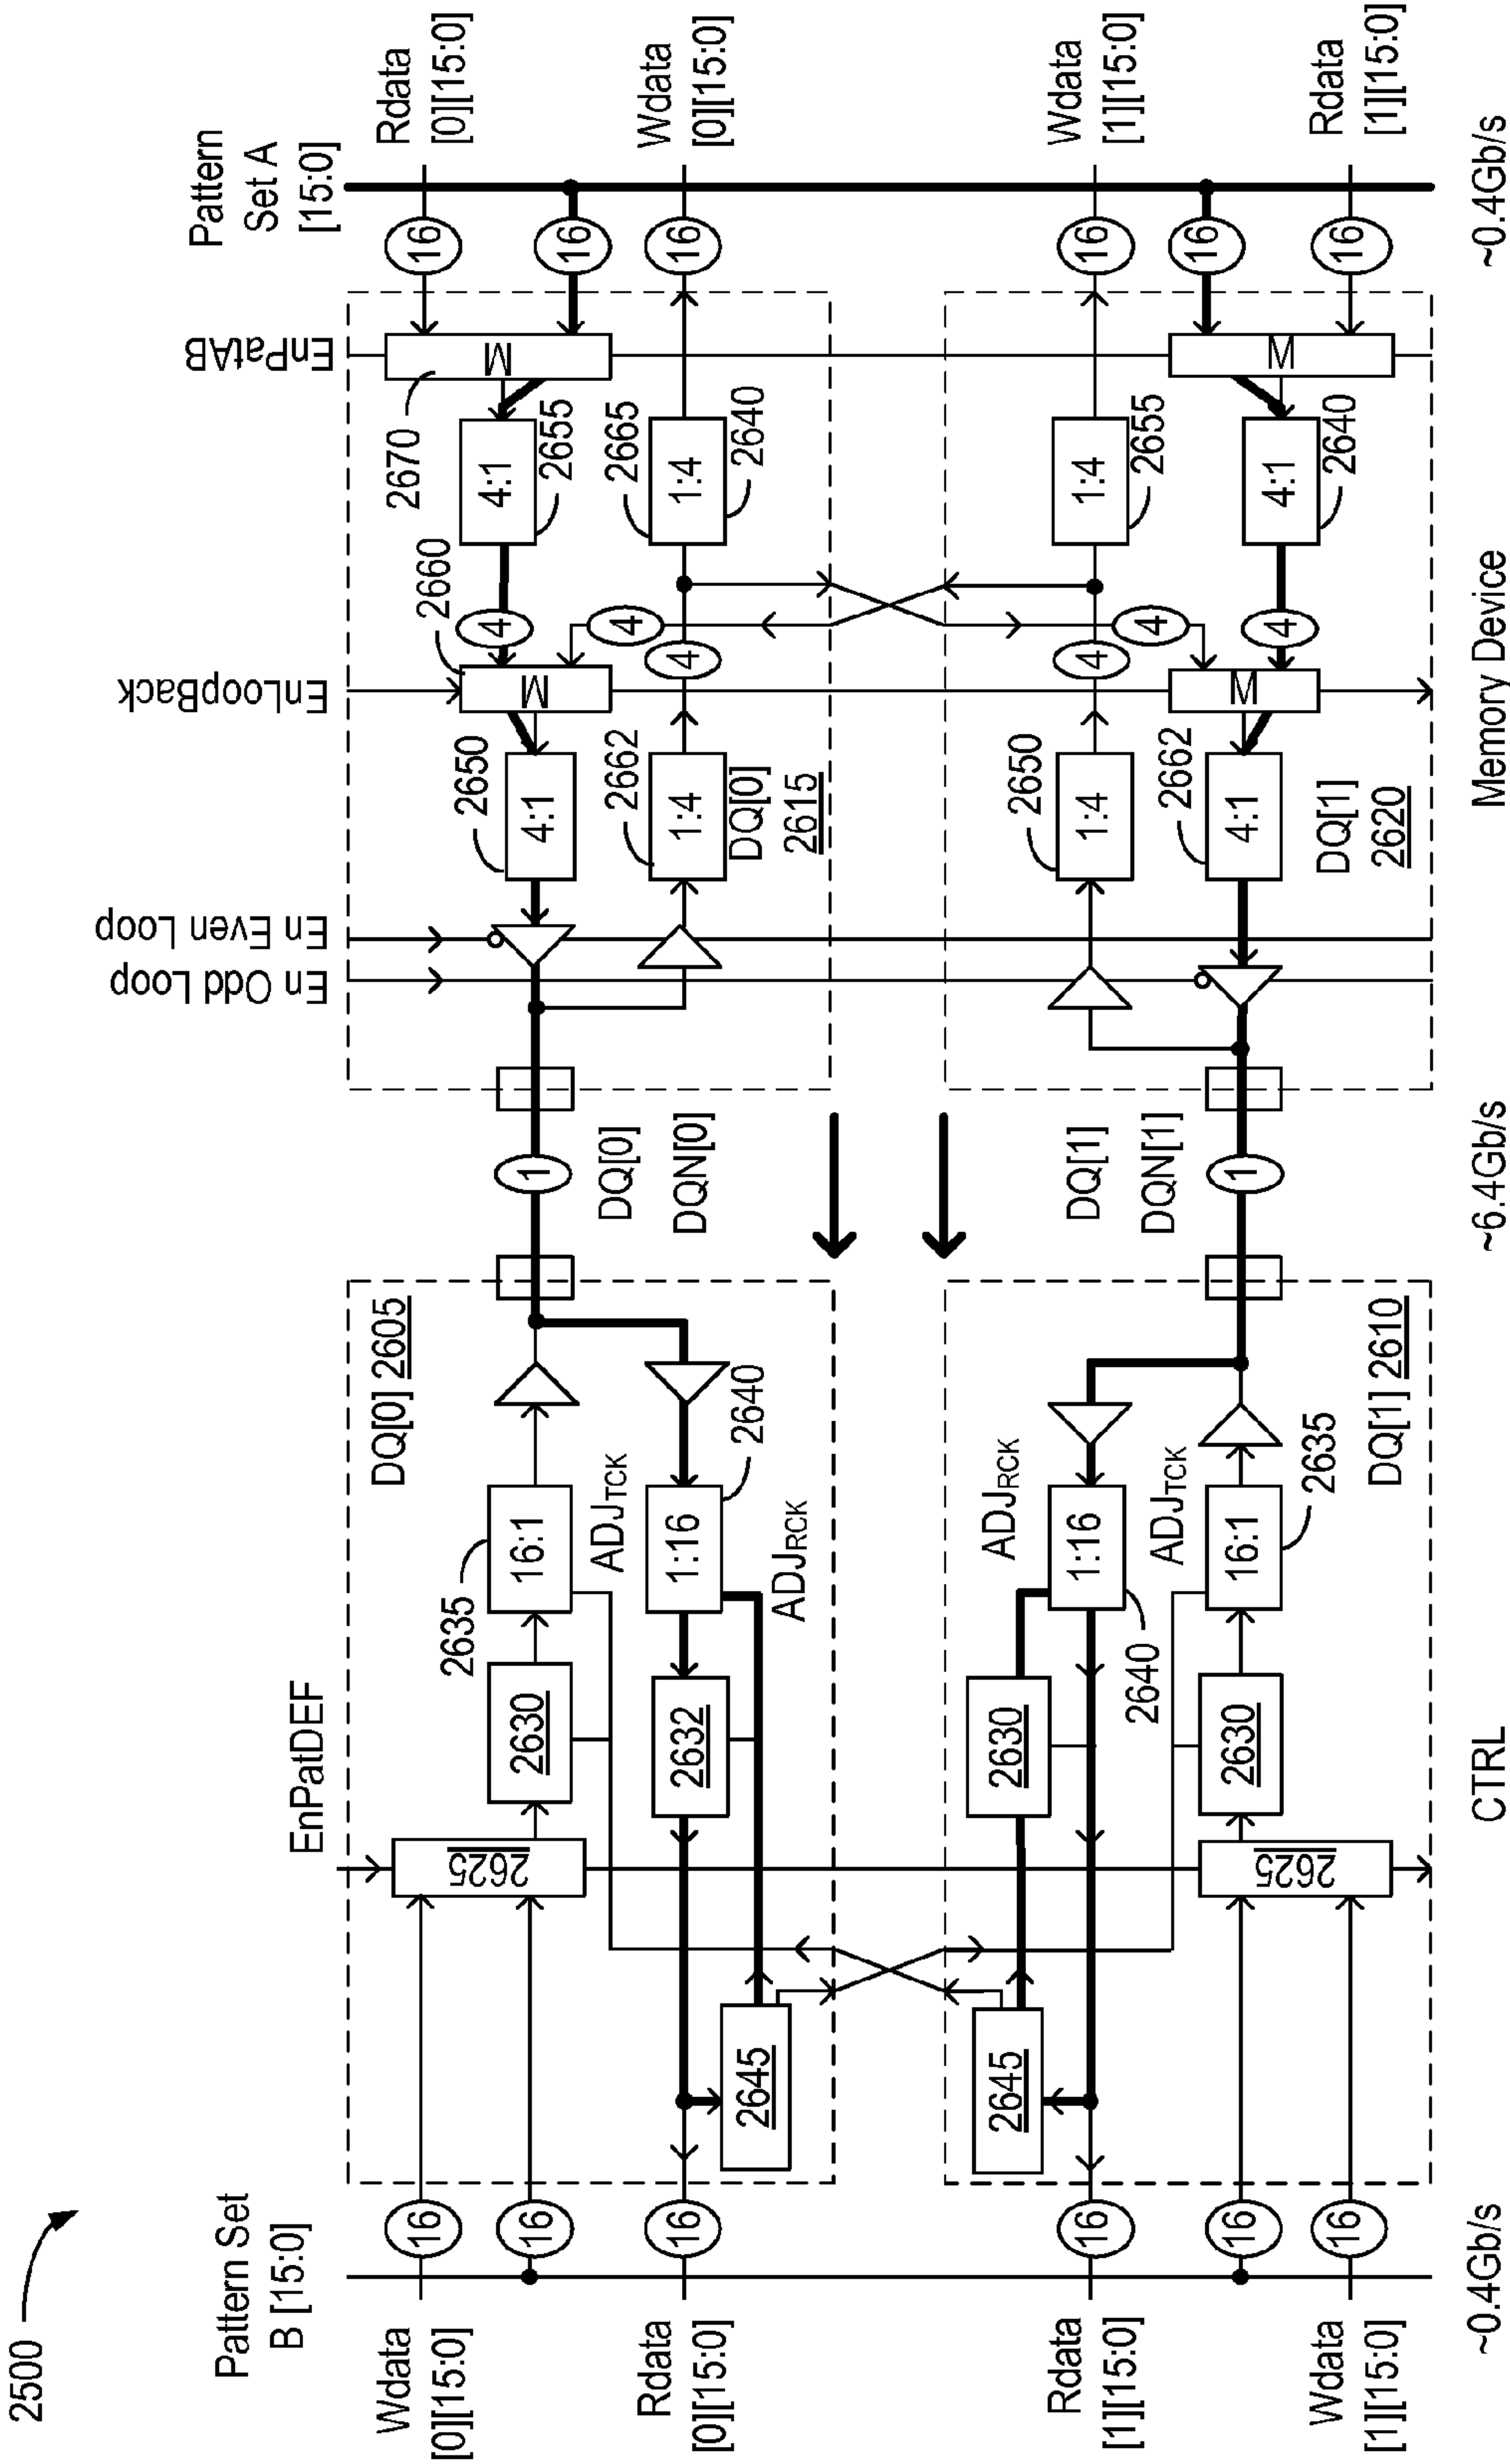 2500
Pattern Set
B [15:0]
Wdata
[0][15:0]
Rdata
[0][15:0]
Rdata
[1][15:0]
Wdata
[1][15:0]
~0.4Gb/s
16
16
16
16
16
16
EnPatDEF
DQ[0] 2605
2625
2630
2635
16:1
ADJTCK
2632
1:16
2640
ADJRCK
2645
2645
2630
ADJRCK
1:16
2640
ADJTCK
2625
2630
16:1
2635
DQ[1] 2610
CTRL
1
DQ[0]
DQN[0]
DQ[1]
DQN[1]
1
~6.4Gb/s
En Odd Loop
En Even Loop
EnLoopBack
EnPatAB
2650
4:1
2660
M
4
4
4
4:1
2655
2670
M
2662
1:4
DQ[0]
2615
2665
1:4
2640
2650
1:4
4
4
4
1:4
2655
2662
4:1
M
4:1
2640
M
DQ[1]
2620
Memory Device
Pattern
Set A
[15:0]
16
16
16
16
16
16
Rdata
[0][15:0]
Wdata
[0][15:0]
Wdata
[1][15:0]
Rdata
[1][15:0]
~0.4Gb/s